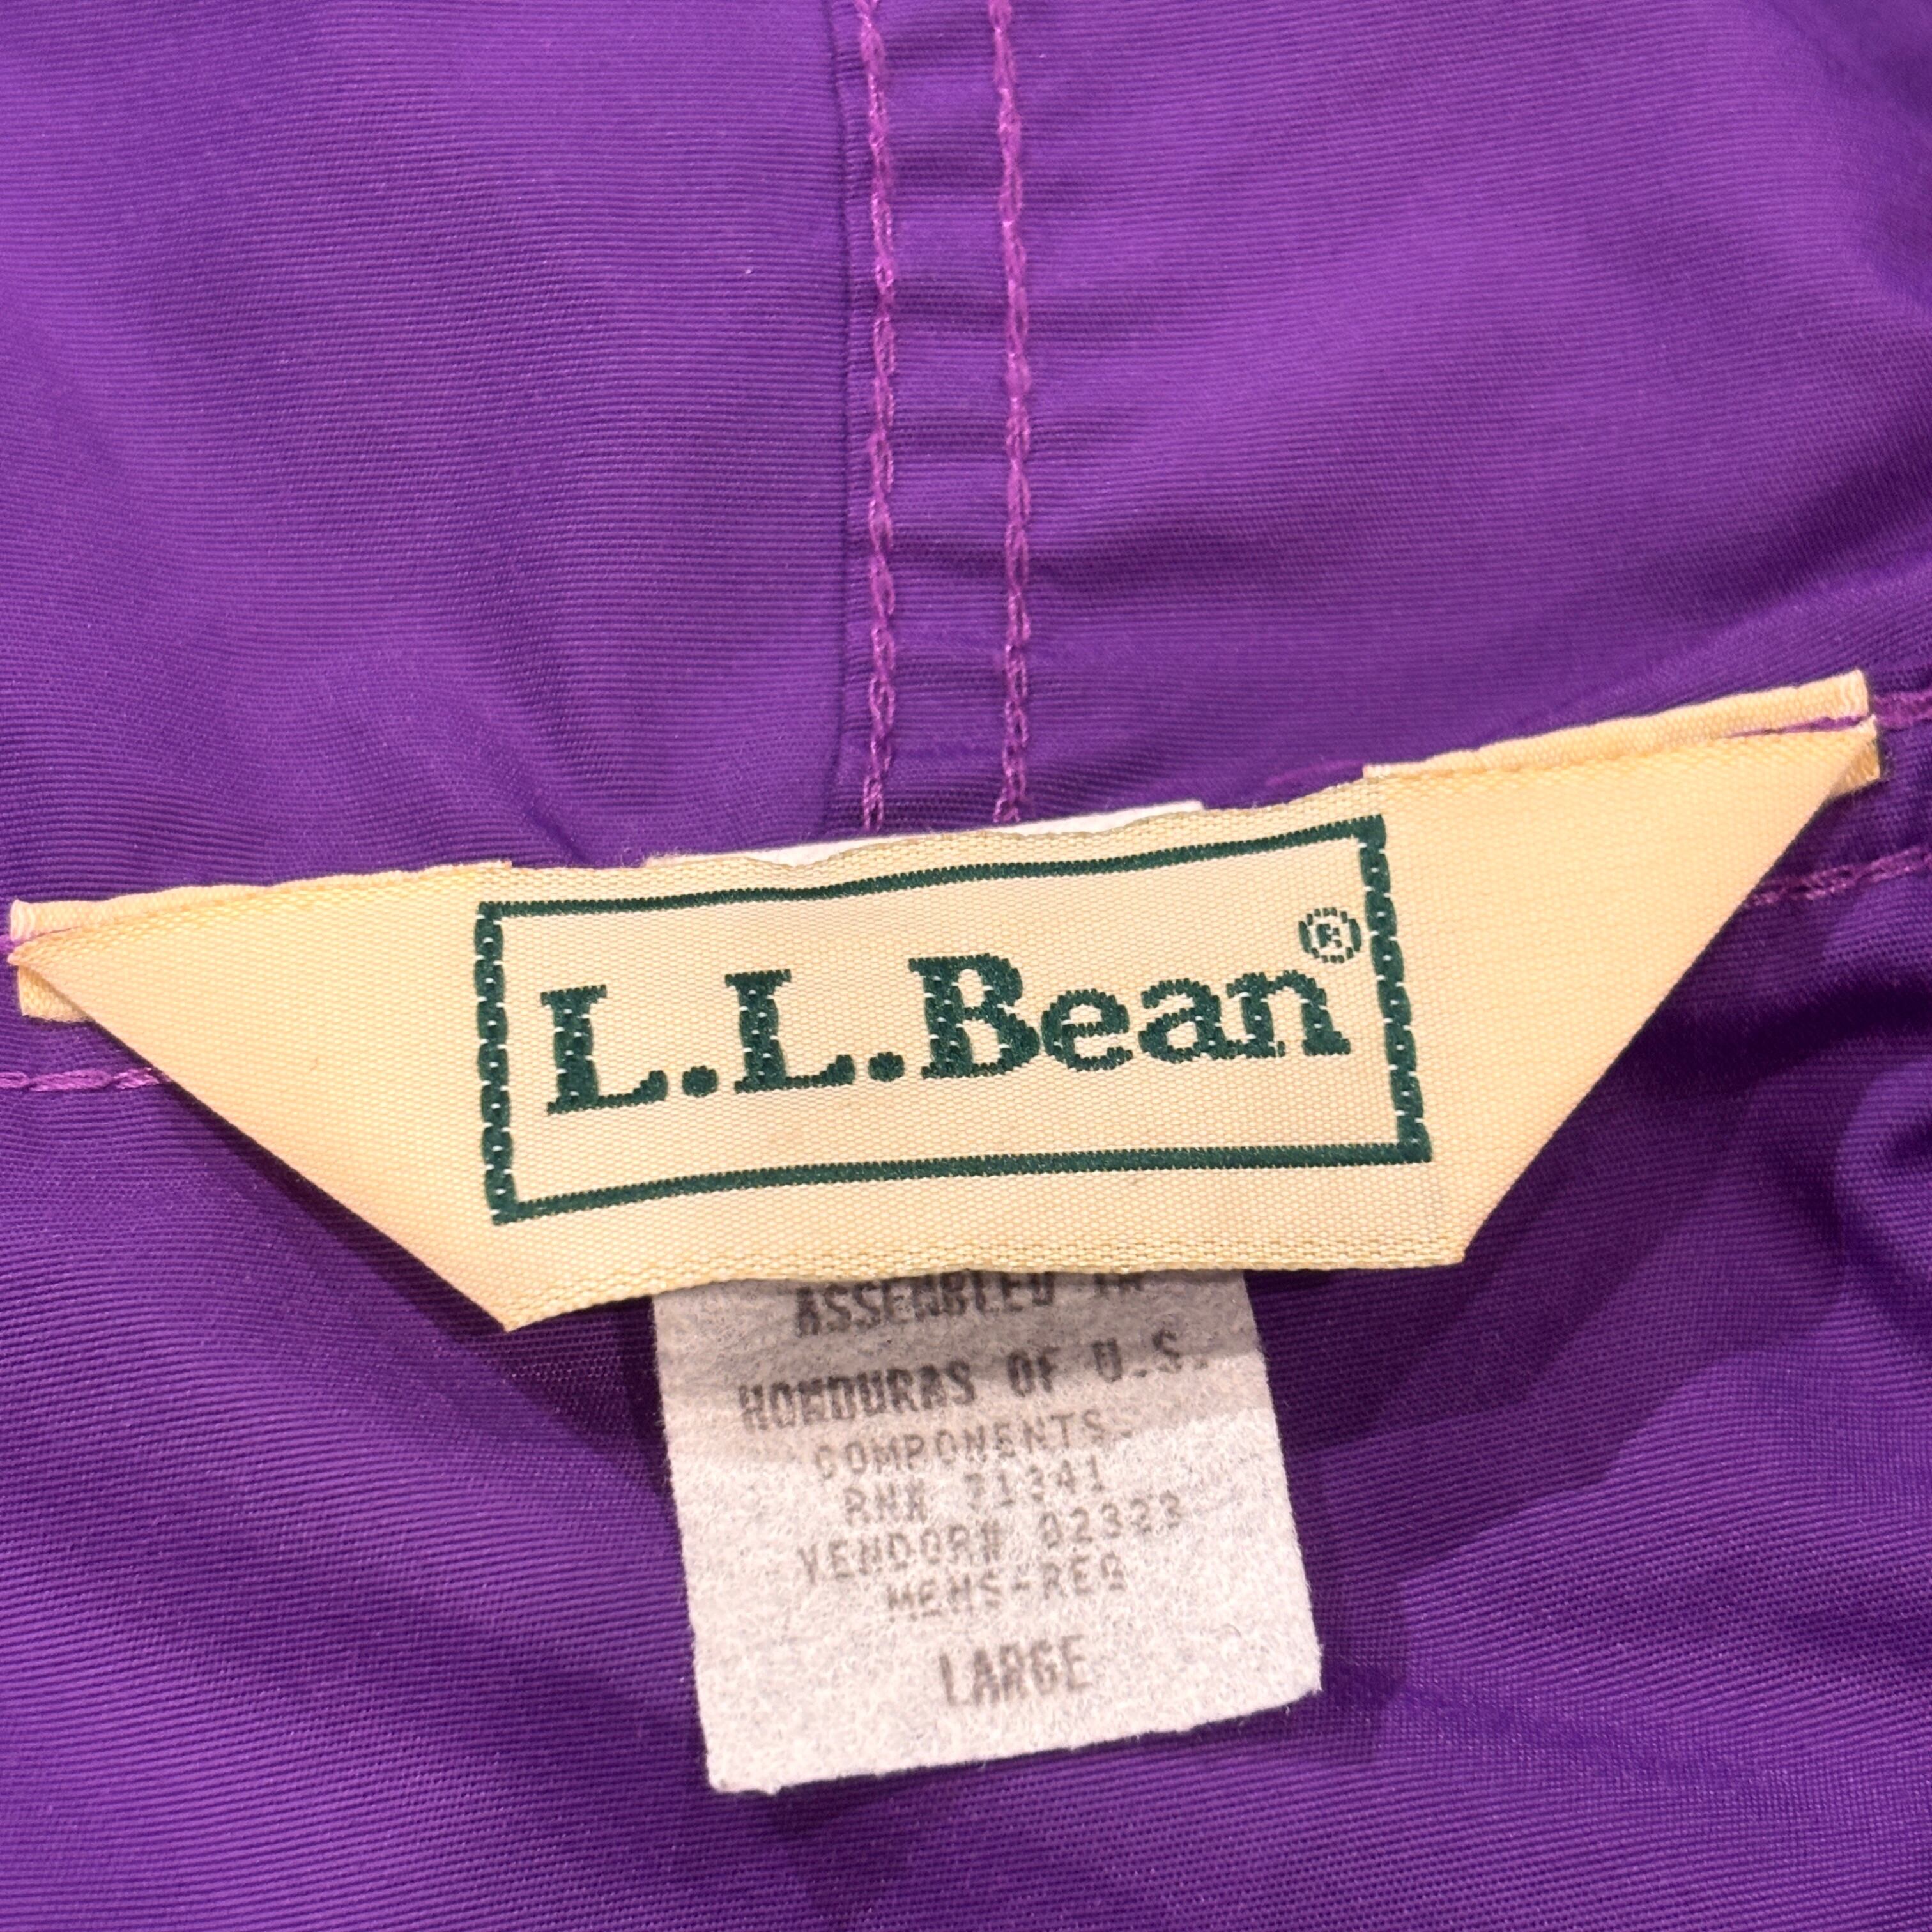 L.L.Bean®
ASSEMBLED IN
HONDURAS OF U.S.
COMPONENTS.
RN# 71341
VENDOR# 02323
MENS-REG
LARGE